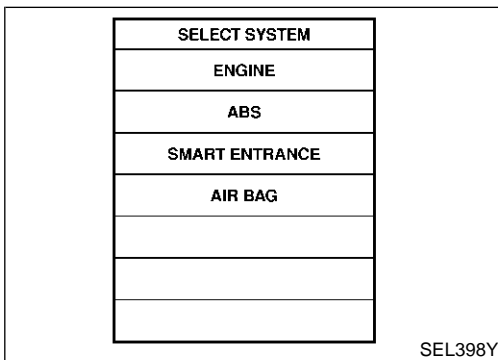 SELECT SYSTEM
ENGINE
ABS
SMART ENTRANCE
AIR BAG
SEL398Y